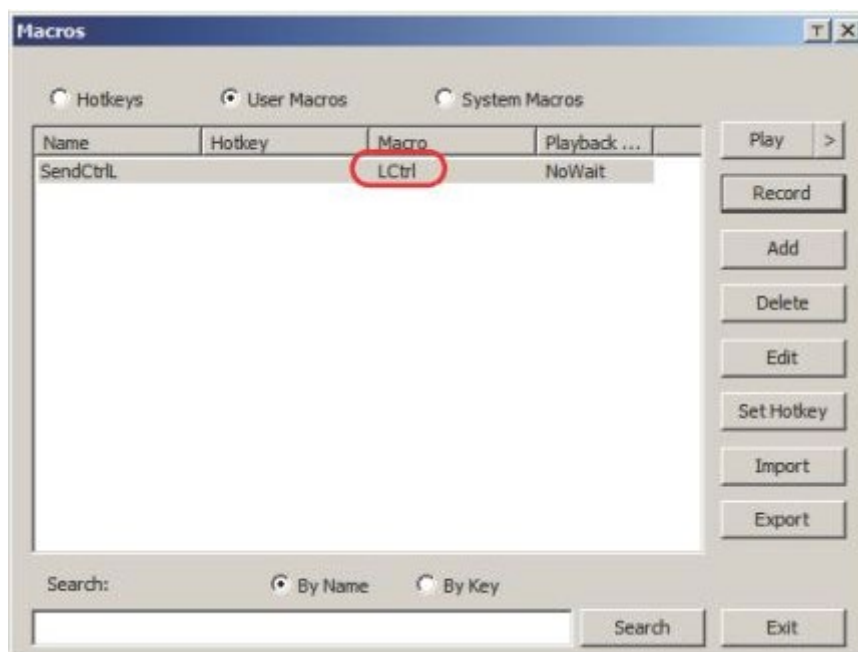 Macros
Hotkeys User Macros System Macros
Name Hotkey Macro Playback ... Play >
SendCtrlL LCtrl NoWait
Record
Add
Delete
Edit
Set Hotkey
Import
Export
Search: By Name By Key
Search Exit